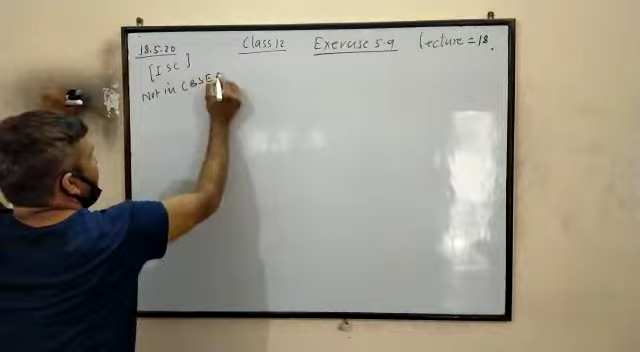 18.5.20 Class 12 Exercise 5.9 Lecture = 18.
[ISC]
Not in CBSE